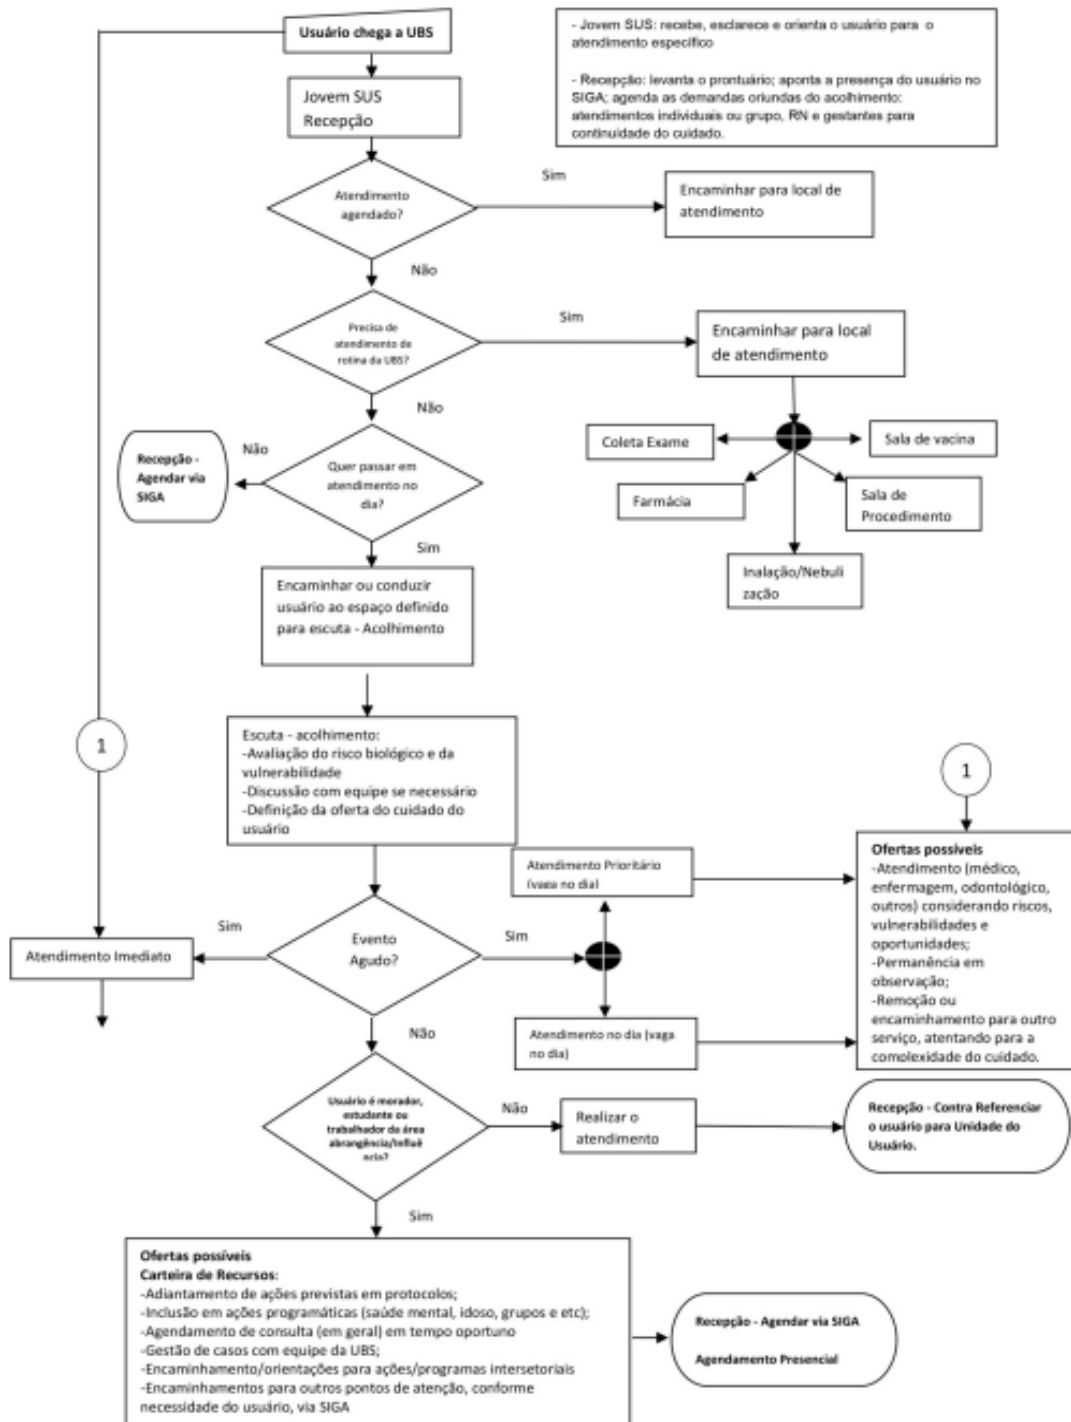 Usuário chega a UBS
- Jovem SUS: recebe, esclarece e orienta o usuário para o
atendimento específico
- Recepção: levanta o prontuário; aponta a presença do usuário no
SIGA; agenda as demandas oriundas do acolhimento:
atendimentos individuais ou grupo, RN e gestantes para
continuidade do cuidado.
Jovem SUS
Recepção
Atendimento
agendado?
Sim
Encaminhar para local de
atendimento
Não
Precisa de
atendimento de
rotina da UBS?
Sim
Encaminhar para local
de atendimento
Não
Coleta Exame
Sala de vacina
Farmácia
Sala de
Procedimento
Inalação/Nebuli
zação
Quer passar em
atendimento no
dia?
Não
Recepção -
Agendar via
SIGA
Sim
Encaminhar ou conduzir
usuário ao espaço definido
para escuta - Acolhimento
1
Escuta - acolhimento:
-Avaliação do risco biológico e da
vulnerabilidade
-Discussão com equipe se necessário
-Definição da oferta do cuidado do
usuário
1
Evento
Agudo?
Sim
Atendimento Imediato
Sim
Atendimento Prioritário
(vaga no dia)
Atendimento no dia (vaga
no dia)
Ofertas possíveis
-Atendimento (médico,
enfermagem, odontológico,
outros) considerando riscos,
vulnerabilidades e
oportunidades;
-Permanência em
observação;
-Remoção ou
encaminhamento para outro
serviço, atentando para a
complexidade do cuidado.
Não
Usuário é morador,
estudante ou
trabalhador da área
abrangência/Influê
ncia?
Não
Realizar o
atendimento
Recepção - Contra Referenciar
o usuário para Unidade do
Usuário.
Sim
Ofertas possíveis
Carteira de Recursos:
-Adiantamento de ações previstas em protocolos;
-Inclusão em ações programáticas (saúde mental, idoso, grupos e etc);
-Agendamento de consulta (em geral) em tempo oportuno
-Gestão de casos com equipe da UBS;
-Encaminhamento/orientações para ações/programas intersetoriais
-Encaminhamentos para outros pontos de atenção, conforme
necessidade do usuário, via SIGA
Recepção - Agendar via SIGA
Agendamento Presencial